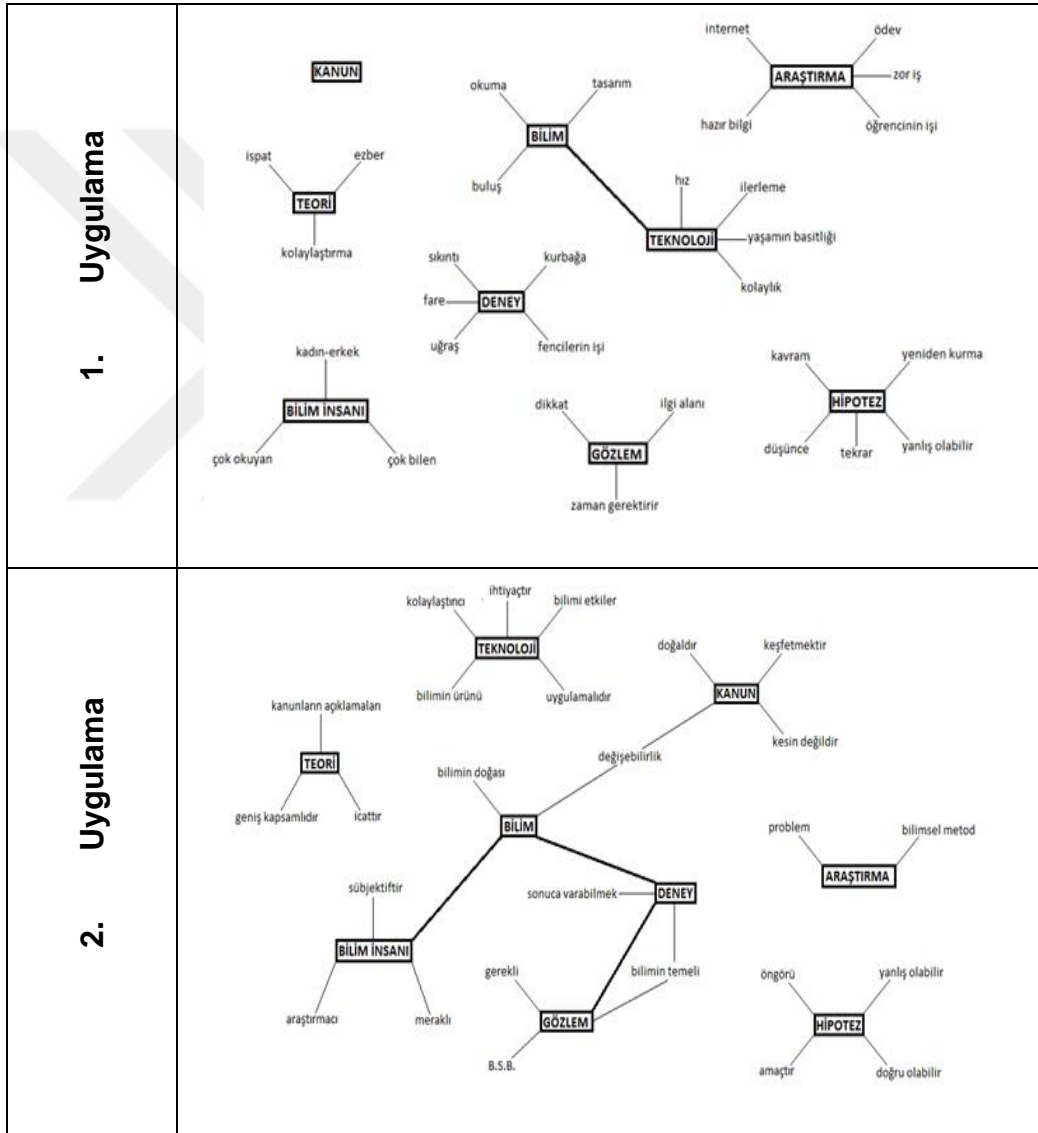 1. Uygulama
internet
ödev
KANUN
ARAŞTIRMA
zor iş
okuma
tasarım
hazır bilgi
öğrencinin işi
BİLİM
ispat
ezber
buluş
hız
ilerleme
TEORİ
TEKNOLOJİ
yaşamın basitliği
kolaylaştırma
sıkıntı
kurbağa
kolaylık
fare
DENEY
uğraş
fencilerin işi
kadın-erkek
kavram
yeniden kurma
BİLİM İNSANI
dikkat
ilgi alanı
HİPOTEZ
çok okuyan
çok bilen
GÖZLEM
düşünce
tekrar
yanlış olabilir
zaman gerektirir
2. Uygulama
kolaylaştırıcı
ihtiyaçtır
bilimi etkiler
TEKNOLOJİ
doğaldır
keşfetmektir
bilimin ürünü
uygulamalıdır
KANUN
kanunların açıklamaları
kesin değildir
TEORİ
değişebilirlik
bilimin doğası
geniş kapsamlıdır
icattır
BİLİM
problem
bilimsel metod
ARAŞTIRMA
sübjektiftir
sonuca varabilmek
DENEY
BİLİM İNSANI
gerekli
bilimin temeli
öngörü
yanlış olabilir
araştırmacı
meraklı
GÖZLEM
HİPOTEZ
B.S.B.
amaçtır
doğru olabilir